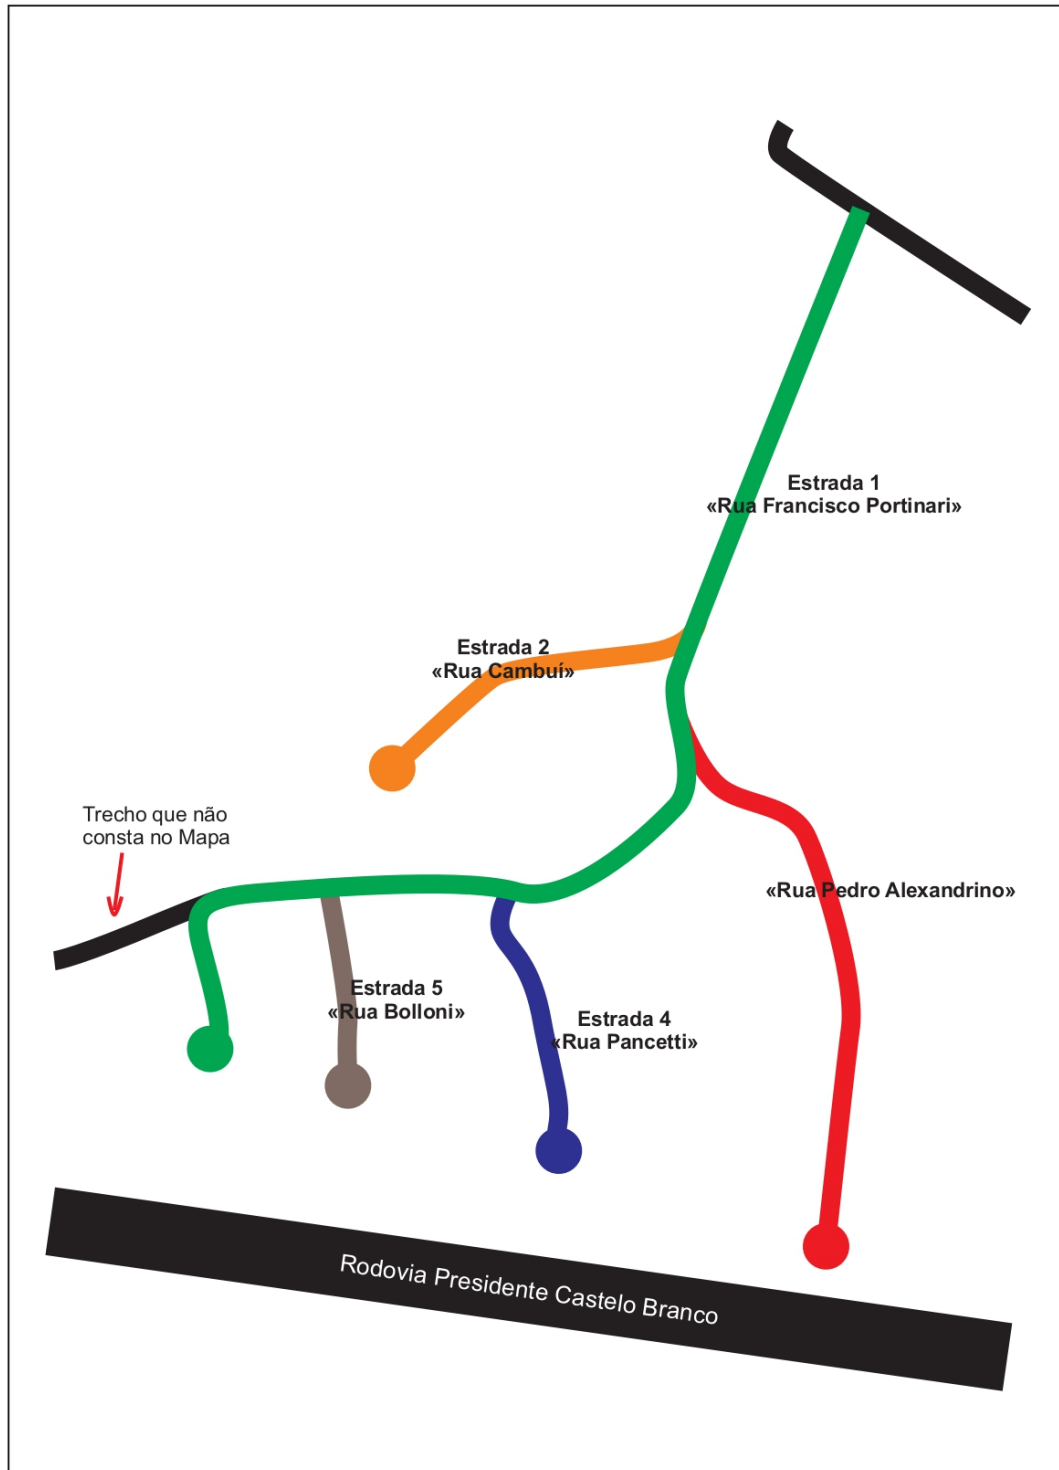 Estrada 1
«Rua Francisco Portinari»
Estrada 2
«Rua Cambuí»
Trecho que não
consta no Mapa
«Rua Pedro Alexandrino»
Estrada 5
«Rua Bolloni»
Estrada 4
«Rua Pancetti»
Rodovia Presidente Castelo Branco